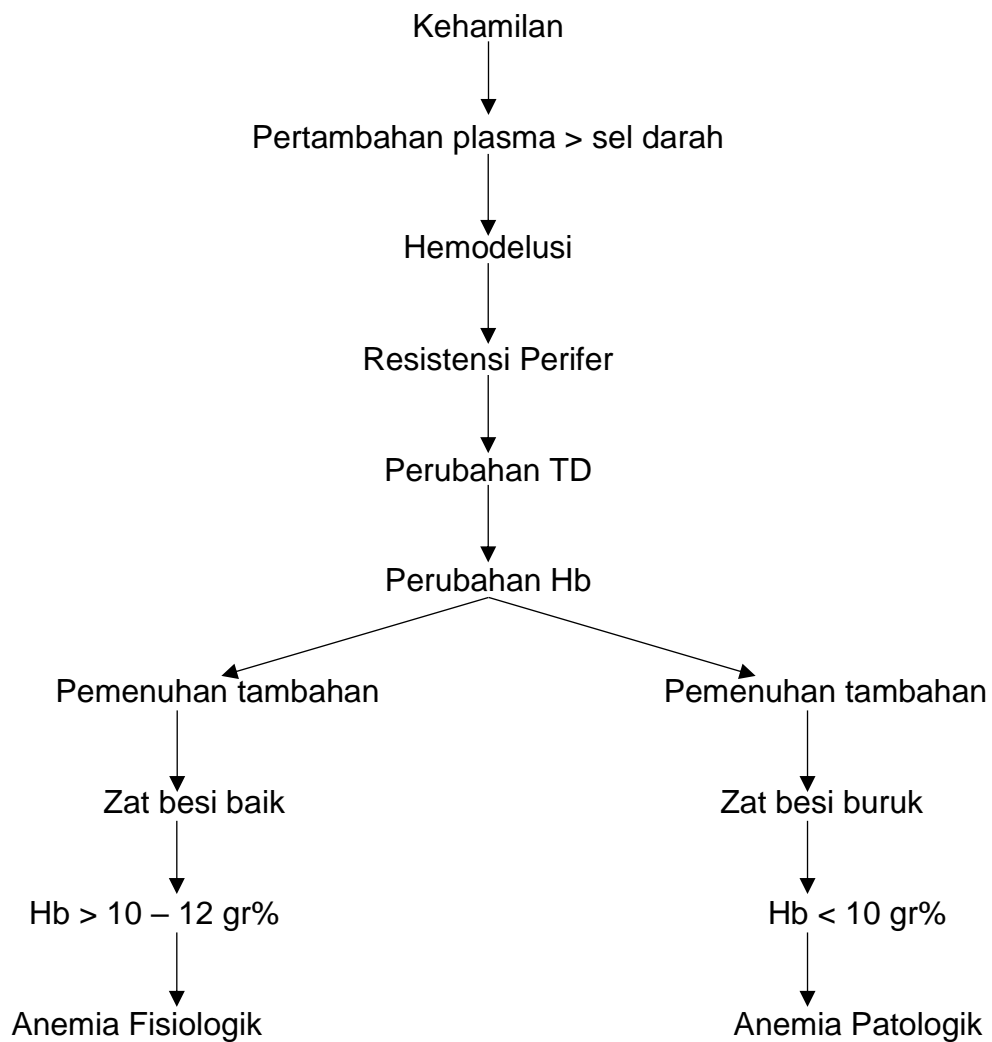 Kehamilan
Pertambahan plasma > sel darah
Hemodelusi
Resistensi Perifer
Perubahan TD
Perubahan Hb
Pemenuhan tambahan
Pemenuhan tambahan
Zat besi baik
Zat besi buruk
Hb > 10 – 12 gr%
Hb < 10 gr%
Anemia Fisiologik
Anemia Patologik